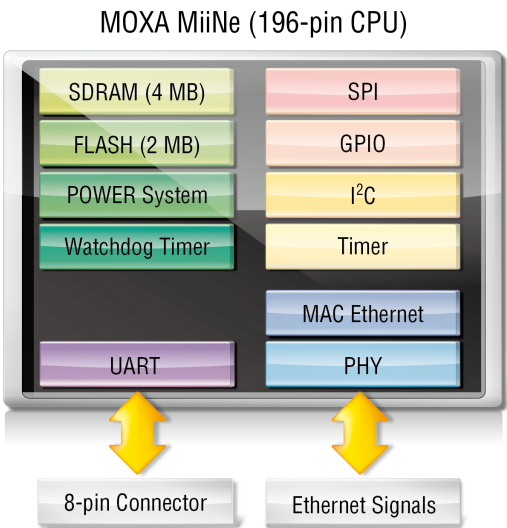 MOXA MiiNe (196-pin CPU)
SDRAM (4 MB)
SPI
FLASH (2 MB)
GPIO
POWER System
I²C
Watchdog Timer
Timer
MAC Ethernet
UART
PHY
8-pin Connector
Ethernet Signals